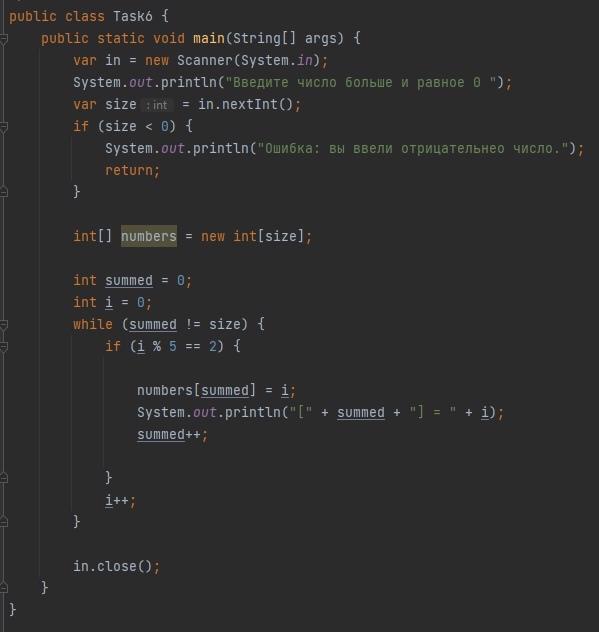 public class Task6 {
public static void main(String[] args) {
var in = new Scanner(System.in);
System.out.println("Введите число больше и равное 0 ");
var size : int = in.nextInt();
if (size < 0) {
System.out.println("Ошибка: вы ввели отрицательнео число.");
return;
}
int[] numbers = new int[size];
int summed = 0;
int i = 0;
while (summed != size) {
if (i % 5 == 2) {
numbers[summed] = i;
System.out.println("[" + summed + "] = " + i);
summed++;
}
i++;
}
in.close();
}
}